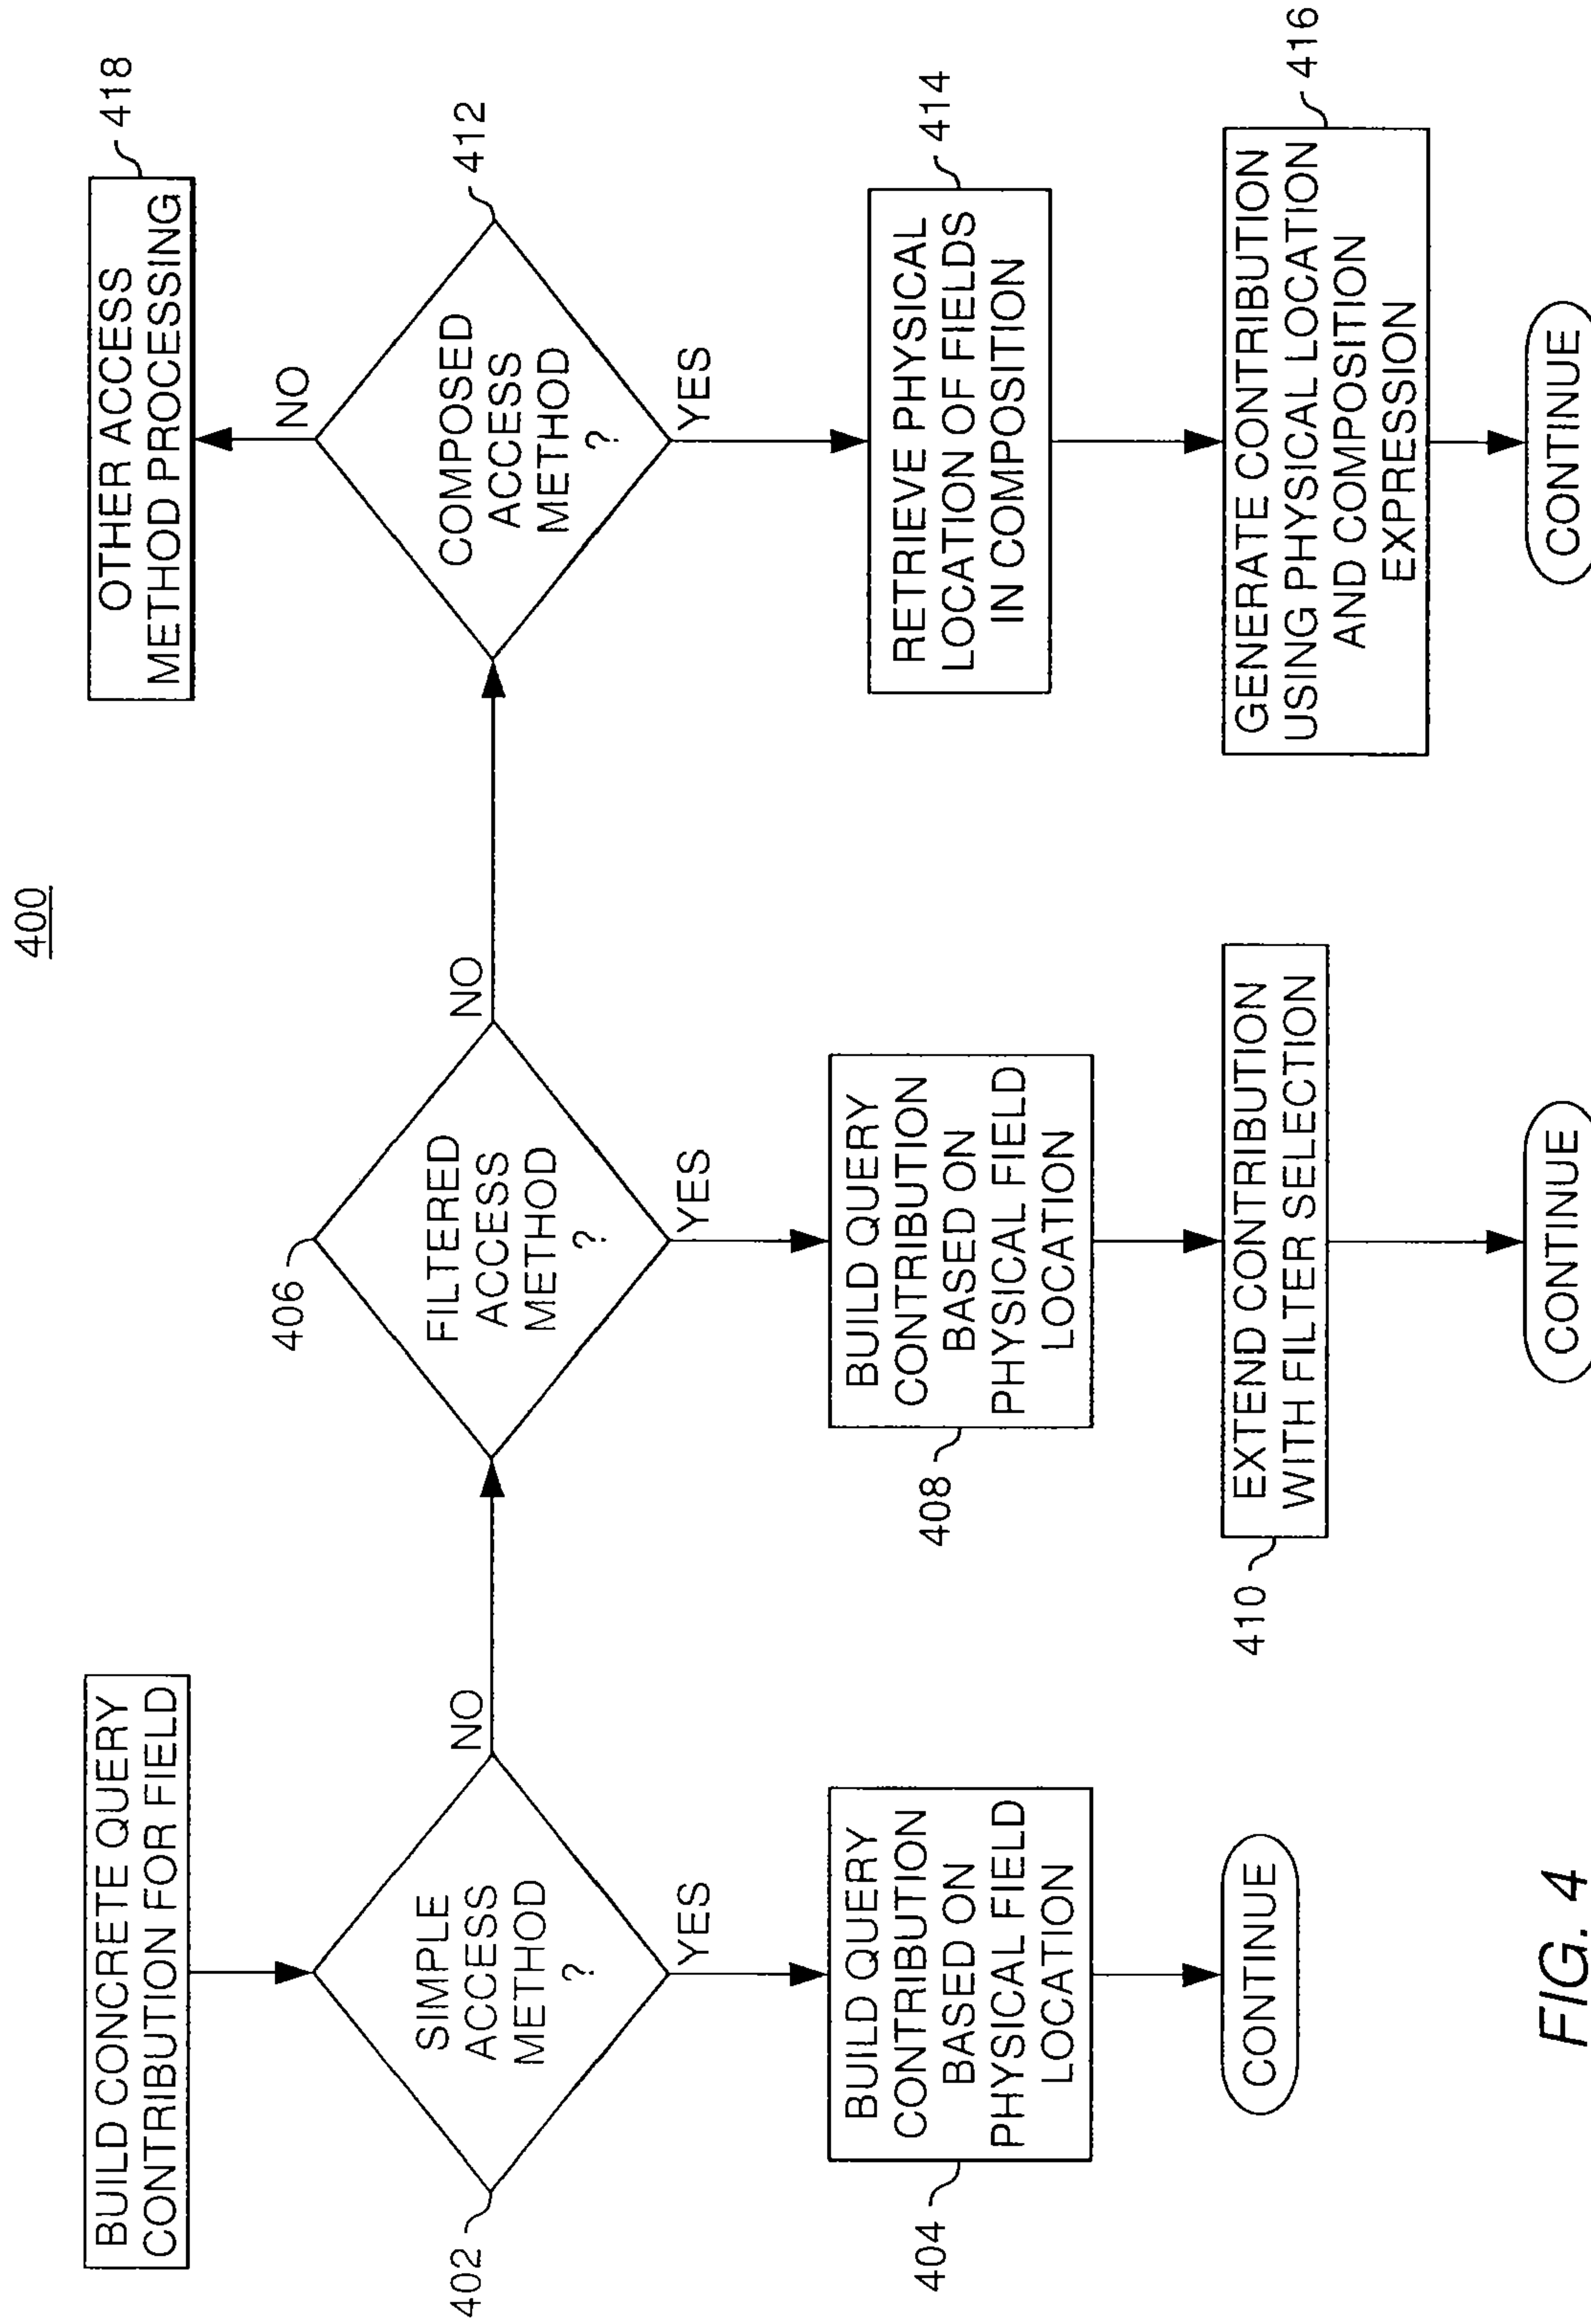 400
BUILD CONCRETE QUERY
CONTRIBUTION FOR FIELD
402
SIMPLE
ACCESS
METHOD
?
NO
YES
404
BUILD QUERY
CONTRIBUTION
BASED ON
PHYSICAL FIELD
LOCATION
CONTINUE
406
FILTERED
ACCESS
METHOD
?
NO
YES
408
BUILD QUERY
CONTRIBUTION
BASED ON
PHYSICAL FIELD
LOCATION
410
EXTEND CONTRIBUTION
WITH FILTER SELECTION
CONTINUE
412
COMPOSED
ACCESS
METHOD
?
NO
418
OTHER ACCESS
METHOD PROCESSING
YES
414
RETRIEVE PHYSICAL
LOCATION OF FIELDS
IN COMPOSITION
416
GENERATE CONTRIBUTION
USING PHYSICAL LOCATION
AND COMPOSITION
EXPRESSION
CONTINUE
FIG. 4